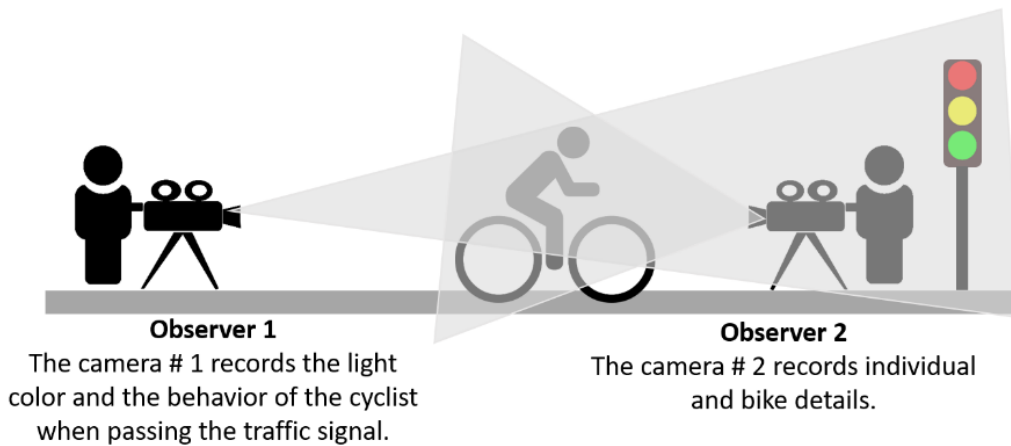 Observer 1
The camera # 1 records the light
color and the behavior of the cyclist
when passing the traffic signal.
Observer 2
The camera # 2 records individual
and bike details.